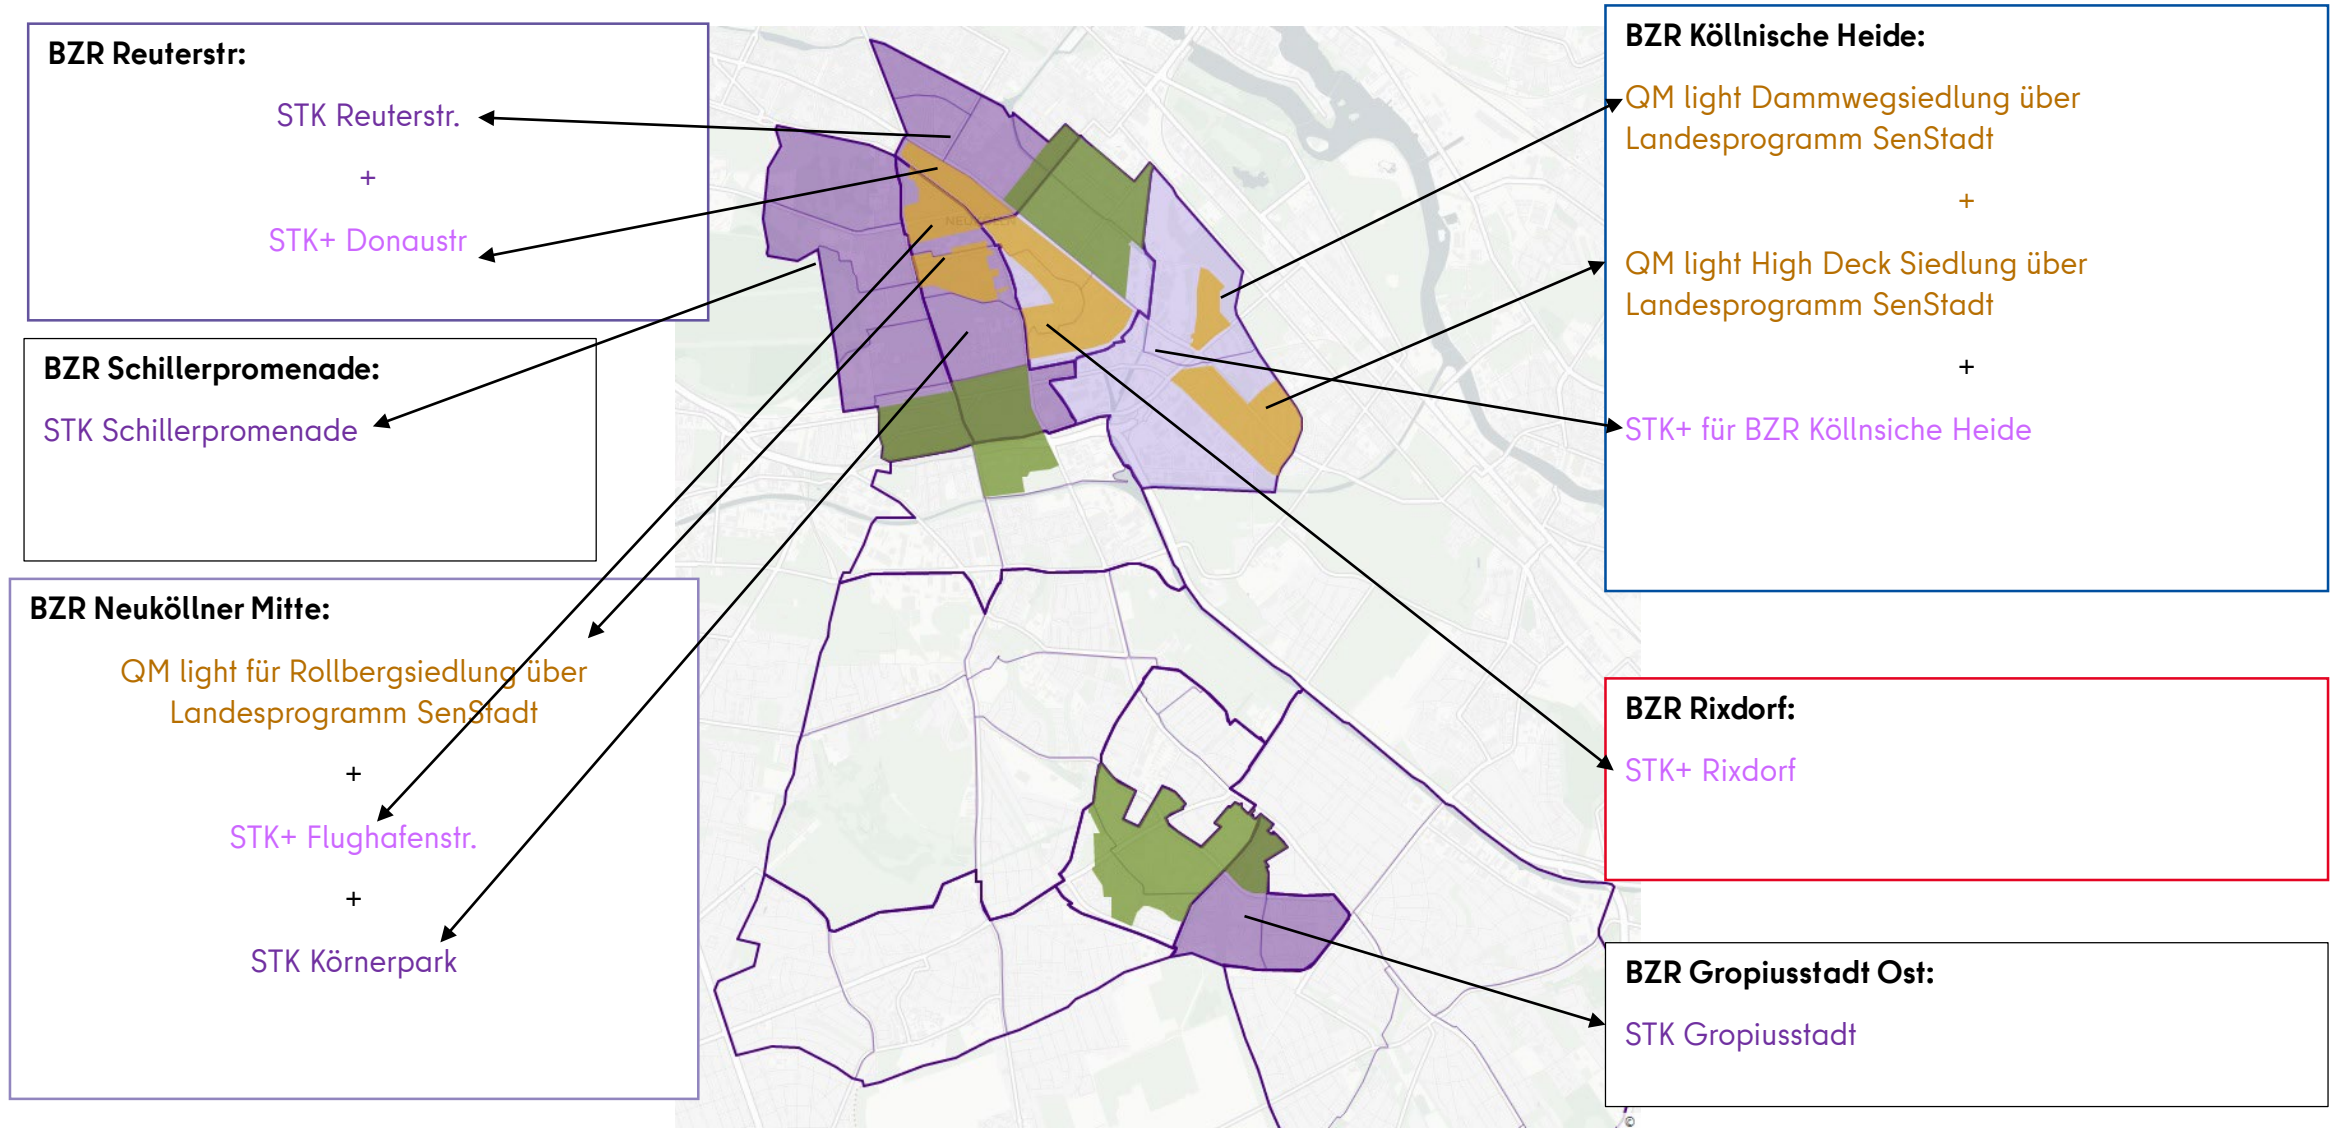 BZR Reuterstr:
STK Reuterstr.
+
STK+ Donaustr
BZR Schillerpromenade:
STK Schillerpromenade
BZR Neuköllner Mitte:
QM light für Rollbergsiedlung über
Landesprogramm SenStadt
+
STK+ Flughafenstr.
+
STK Körnerpark
BZR Köllnische Heide:
QM light Dammwegsiedlung über
Landesprogramm SenStadt
+
QM light High Deck Siedlung über
Landesprogramm SenStadt
+
STK+ für BZR Köllnsiche Heide
BZR Rixdorf:
STK+ Rixdorf
BZR Gropiusstadt Ost:
STK Gropiusstadt
©